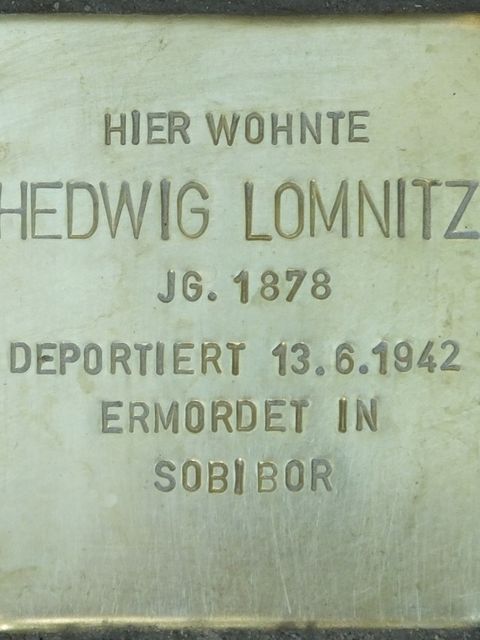 HIER WOHNTE
HEDWIG LOMNITZ
JG. 1878
DEPORTIERT 13.6.1942
ERMORDET IN
SOBIBOR